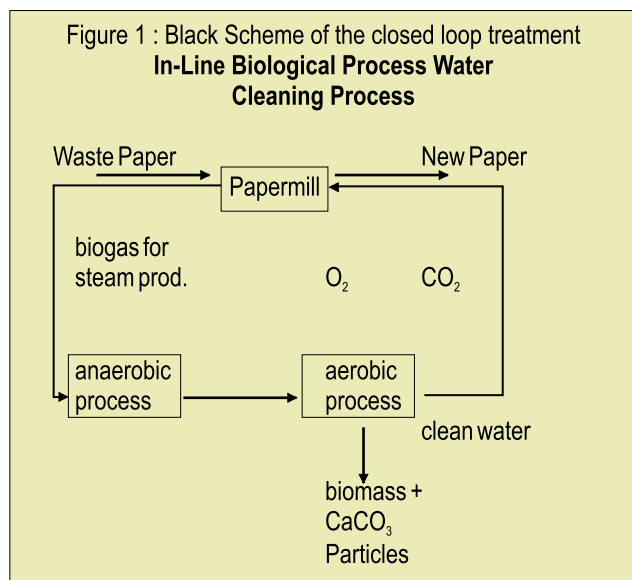 Figure 1 : Black Scheme of the closed loop treatment
In-Line Biological Process Water
Cleaning Process
Waste Paper
New Paper
Papermill
biogas for
steam prod.
O₂
CO₂
anaerobic
process
aerobic
process
clean water
biomass +
CaCO₃
Particles